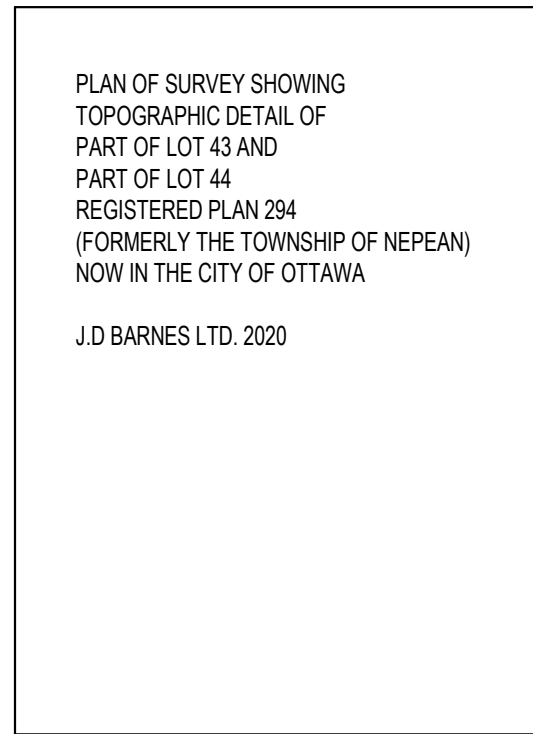 PLAN OF SURVEY SHOWING
TOPOGRAPHIC DETAIL OF
PART OF LOT 43 AND
PART OF LOT 44
REGISTERED PLAN 294
(FORMERLY THE TOWNSHIP OF NEPEAN)
NOW IN THE CITY OF OTTAWA
J.D BARNES LTD. 2020